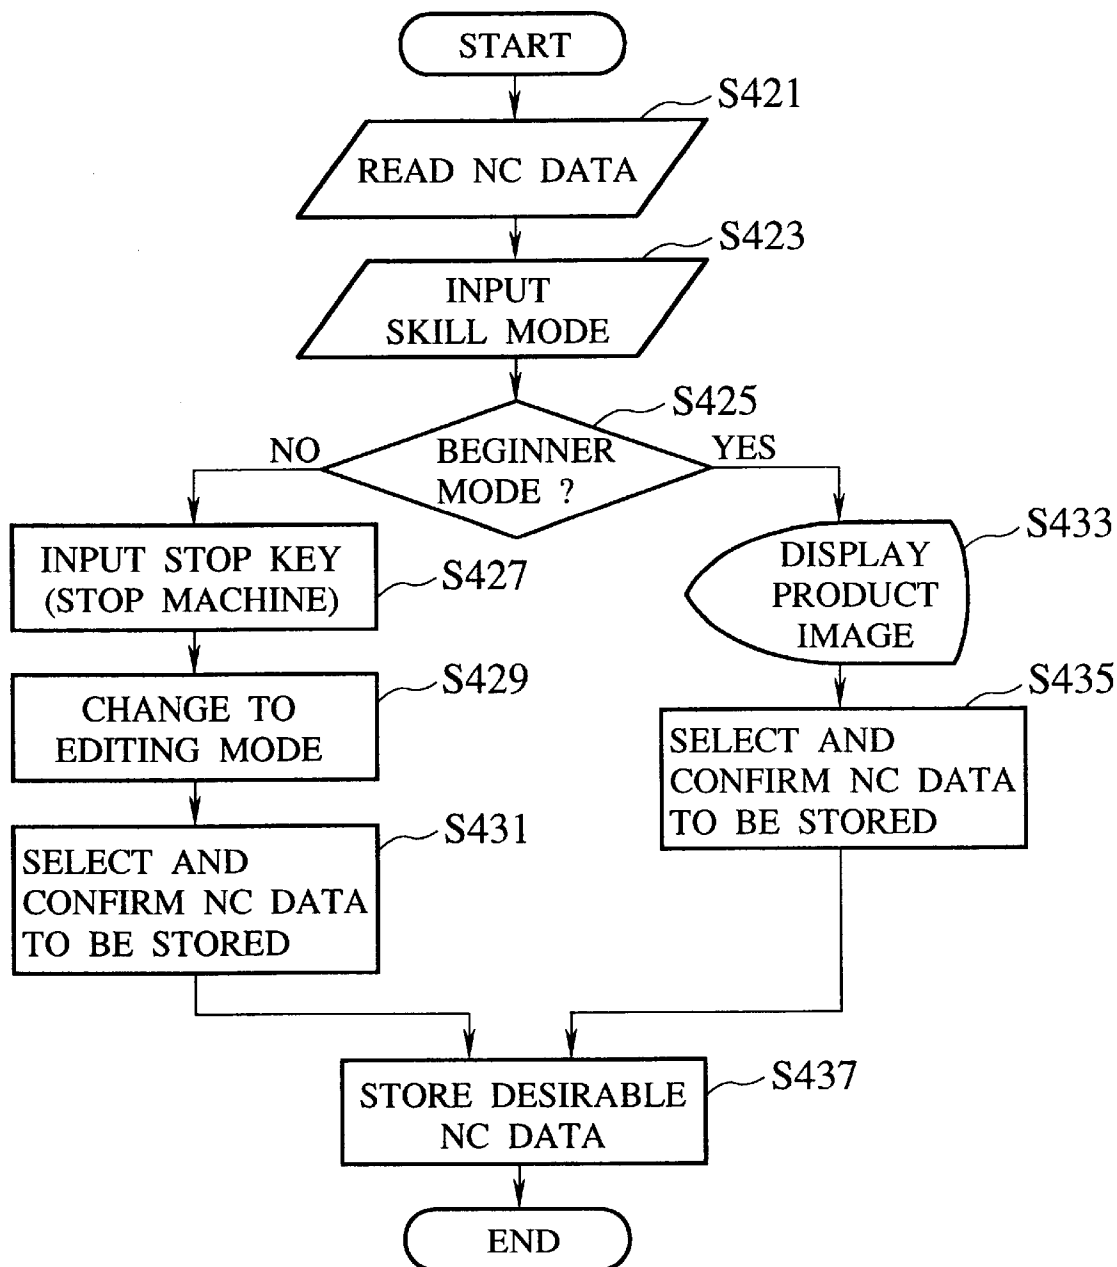 START
S421
READ NC DATA
S423
INPUT
SKILL MODE
S425
NO
BEGINNER
MODE ?
YES
INPUT STOP KEY
(STOP MACHINE)
S427
S433
DISPLAY
PRODUCT
IMAGE
S429
CHANGE TO
EDITING MODE
S435
SELECT AND
CONFIRM NC DATA
TO BE STORED
S431
SELECT AND
CONFIRM NC DATA
TO BE STORED
S437
STORE DESIRABLE
NC DATA
END